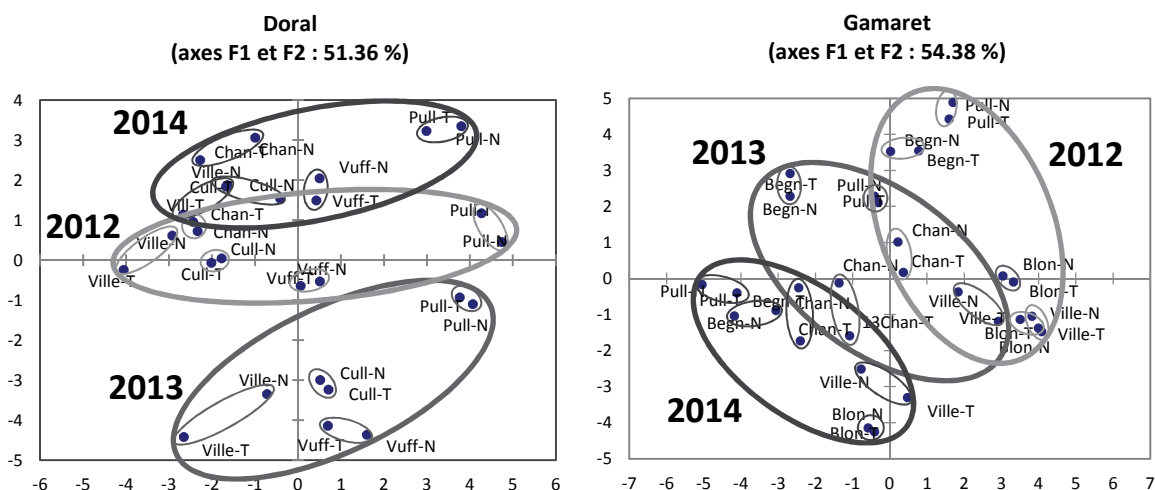 Doral
(axes F1 et F2 : 51.36 %)
4
3
2
1
0
-1
-2
-3
-4
-5
-6 -5 -4 -3 -2 -1 0 1 2 3 4 5 6
2014
Pull-T
Pull-N
Chan-T
Chan-N
Ville-N
Cull-T
Cull-N
Vuff-N
Vill-T
Vuff-T
2012
Chan-T
Chan-N
Pull-T
Pull-N
Ville-N
Cull-N
Ville-T
Cull-T
Vuff-N
Vuff-T
Pull-T
Pull-N
2013
Ville-N
Cull-N
Cull-T
Ville-T
Vuff-T
Vuff-N
Gamaret
(axes F1 et F2 : 54.38 %)
5
4
3
2
1
0
-1
-2
-3
-4
-5
-7 -6 -5 -4 -3 -2 -1 0 1 2 3 4 5 6 7
Pull-N
Pull-T
2013
Begn-N
Begn-T
2012
Begn-T
Begn-N
Pull-N
Pull-T
Chan-N
Chan-T
Chan-N
Blon-N
Blon-T
Pull-N
Pull-T
Begn-T
Chan-N
Ville-N
Ville-N
Begn-N
Chan-T
13Chan-T
Ville-T
Blon-T
Ville-T
Blon-N
2014
Ville-N
Ville-T
Blon-N
Blon-T